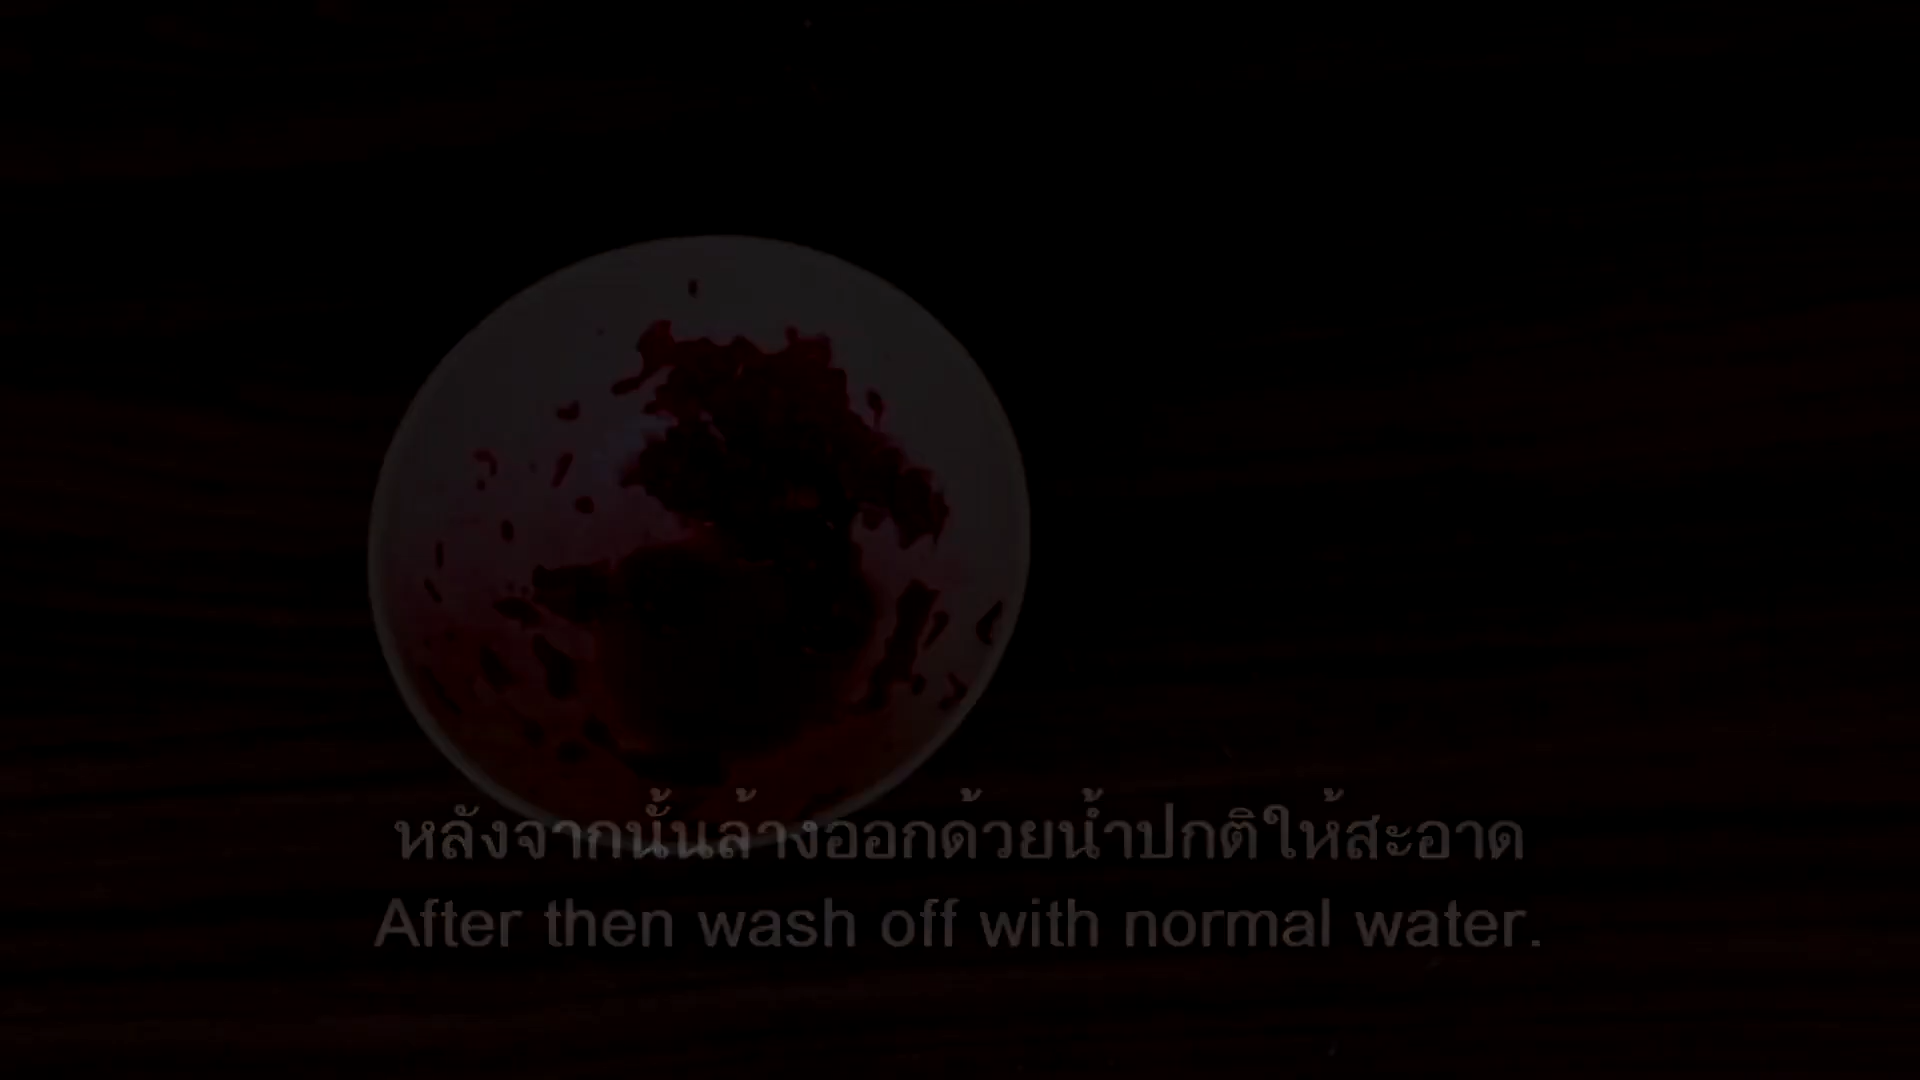 หลังจากนั้นล้างออกด้วยน้ำปกติให้สะอาด
After then wash off with normal water.